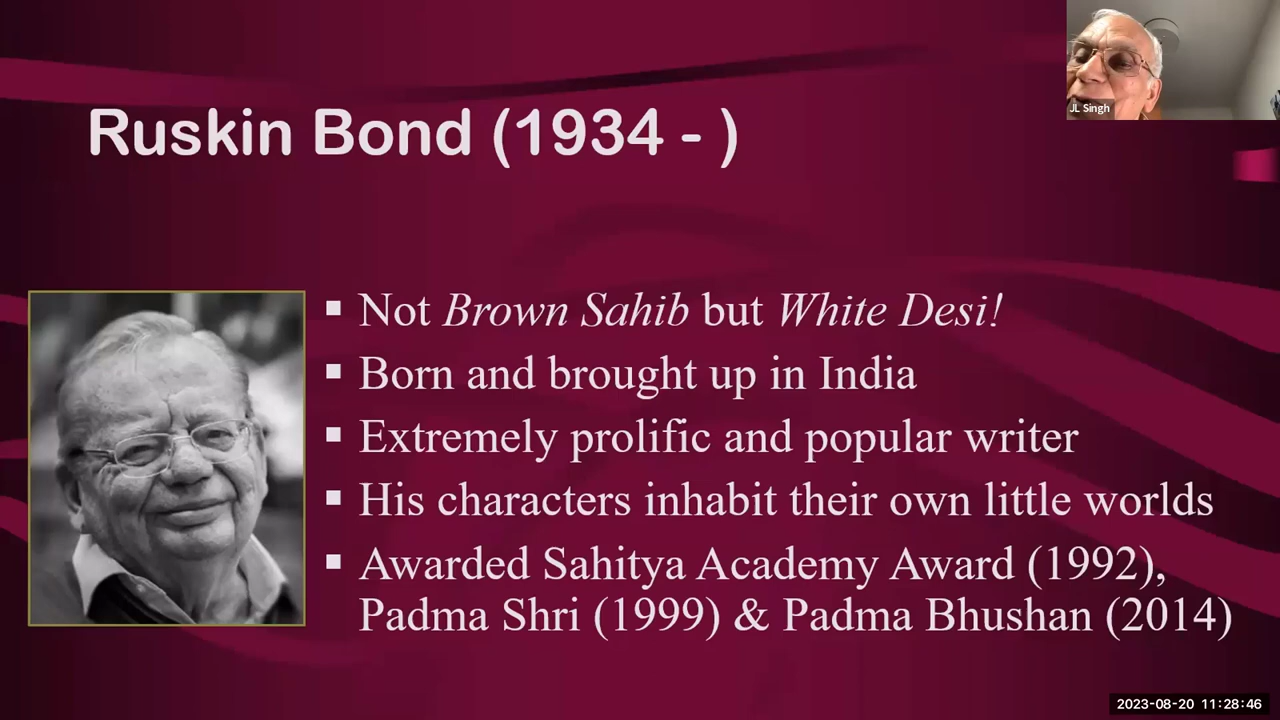 JL Singh
Ruskin Bond (1934 - )
▪ Not Brown Sahib but White Desi!
▪ Born and brought up in India
▪ Extremely prolific and popular writer
▪ His characters inhabit their own little worlds
▪ Awarded Sahitya Academy Award (1992),
Padma Shri (1999) & Padma Bhushan (2014)
2023-08-20 11:28:46